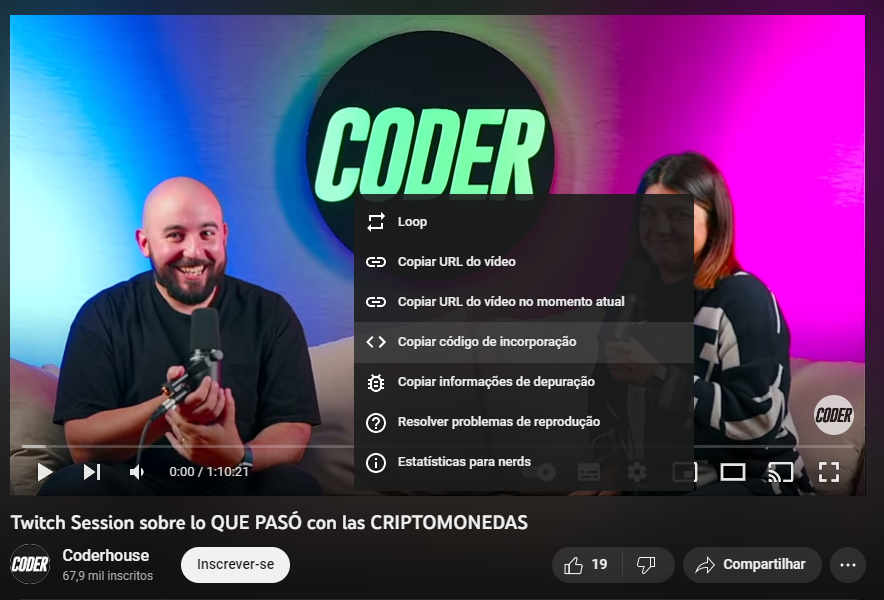 CODER
Loop
Copiar URL do vídeo
Copiar URL do vídeo no momento atual
Copiar código de incorporação
Copiar informações de depuração
Resolver problemas de reprodução
Estatísticas para nerds
CODER
0:00 / 1:10:21
Twitch Session sobre lo QUE PASÓ con las CRIPTOMONEDAS
CODER
Coderhouse
67,9 mil inscritos
Inscrever-se
19
Compartilhar